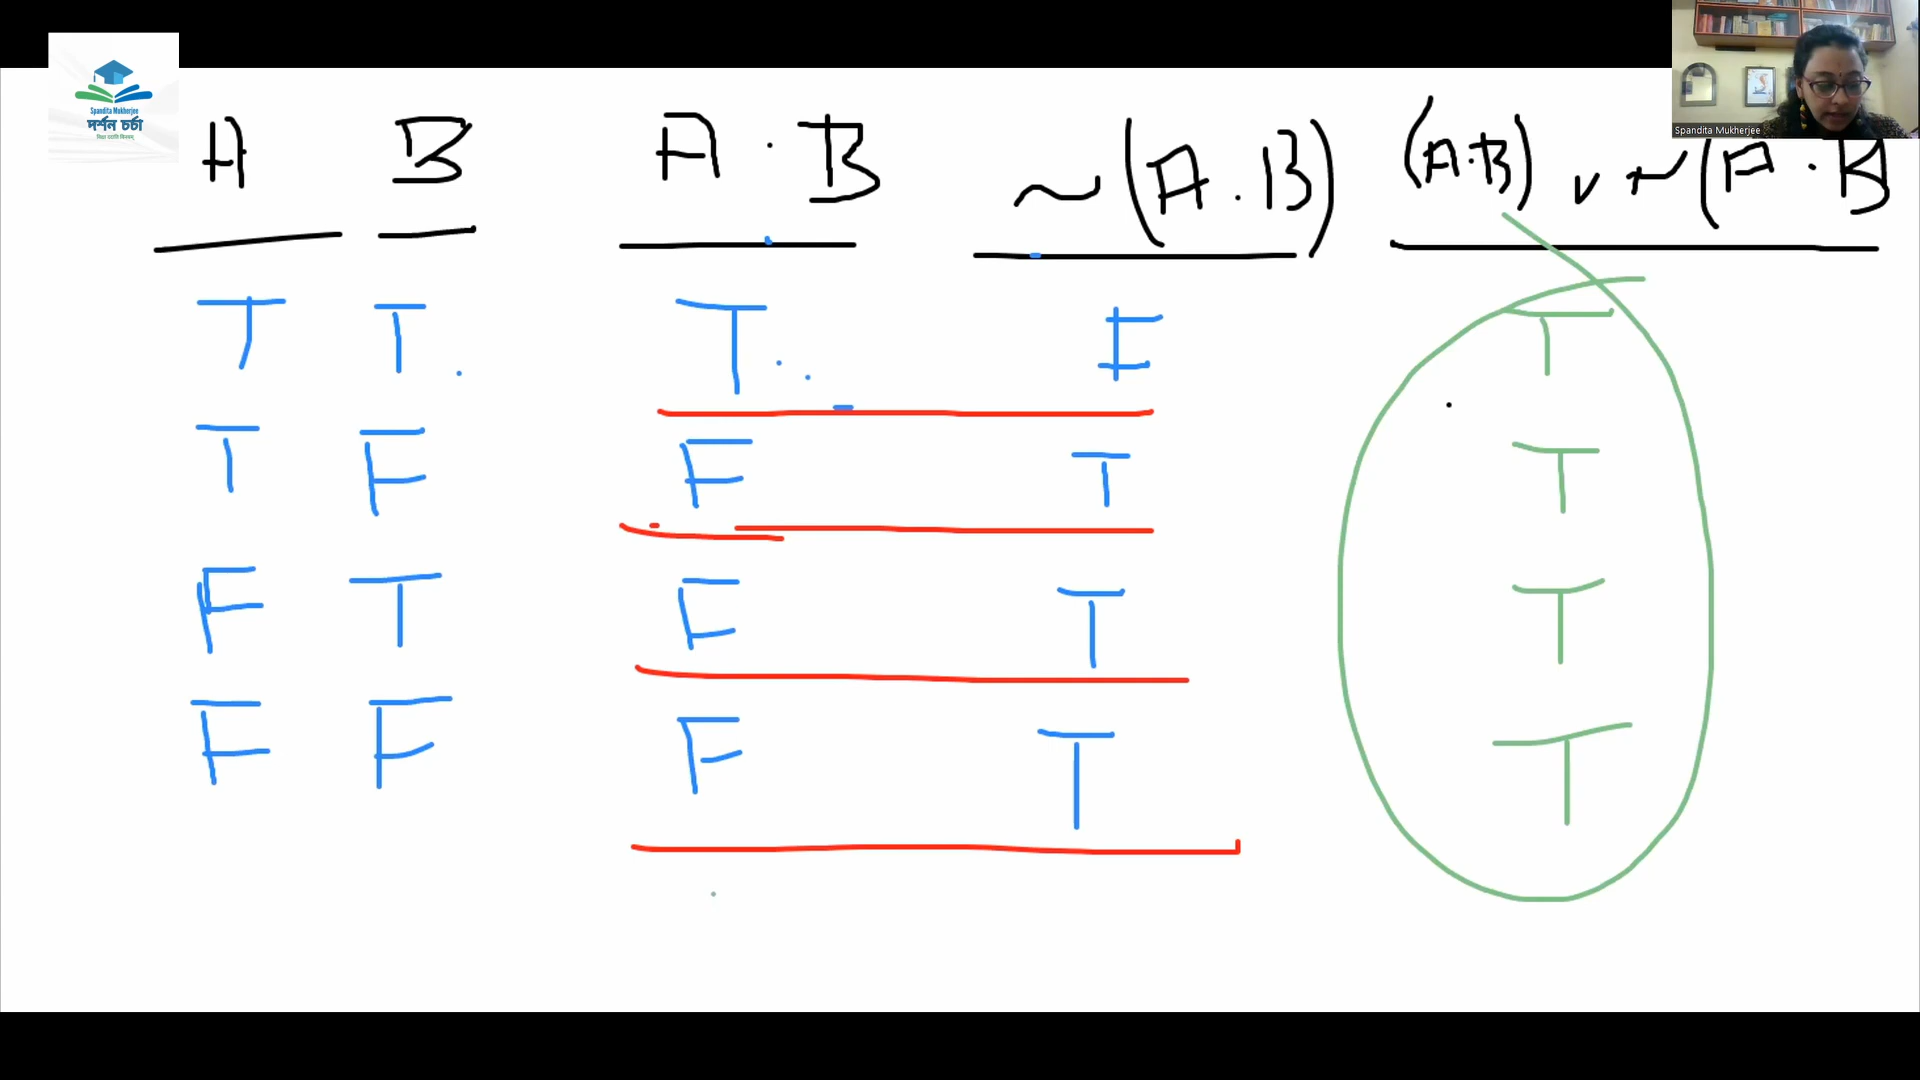 Spandita Mukherjee
দর্শন চর্চা
Spandita Mukherjee
A B A · B ~(A . B) (A·B) v ~(A · B
T T T F T
T F F T T
F T F T T
F F F T T